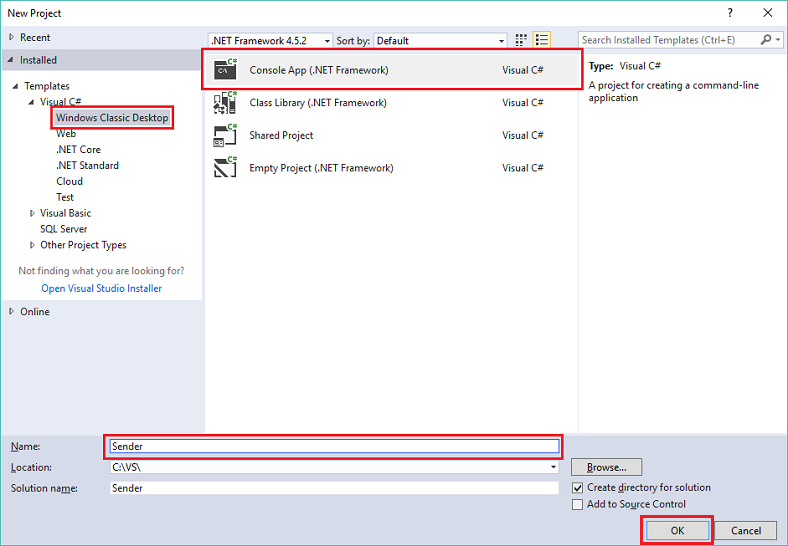 New Project
Recent
.NET Framework 4.5.2 Sort by: Default
Search Installed Templates (Ctrl+E)
Installed
Templates
Visual C#
Windows Classic Desktop
Web
.NET Core
.NET Standard
Cloud
Test
Visual Basic
SQL Server
Other Project Types
Not finding what you are looking for?
Open Visual Studio Installer
Online
C# C:\ Console App (.NET Framework) Visual C#
C# Class Library (.NET Framework) Visual C#
C# Shared Project Visual C#
C# Empty Project (.NET Framework) Visual C#
Type: Visual C#
A project for creating a command-line
application
Name: Sender
Location: C:\VS\ Browse...
Solution name: Sender
Create directory for solution
Add to Source Control
OK Cancel